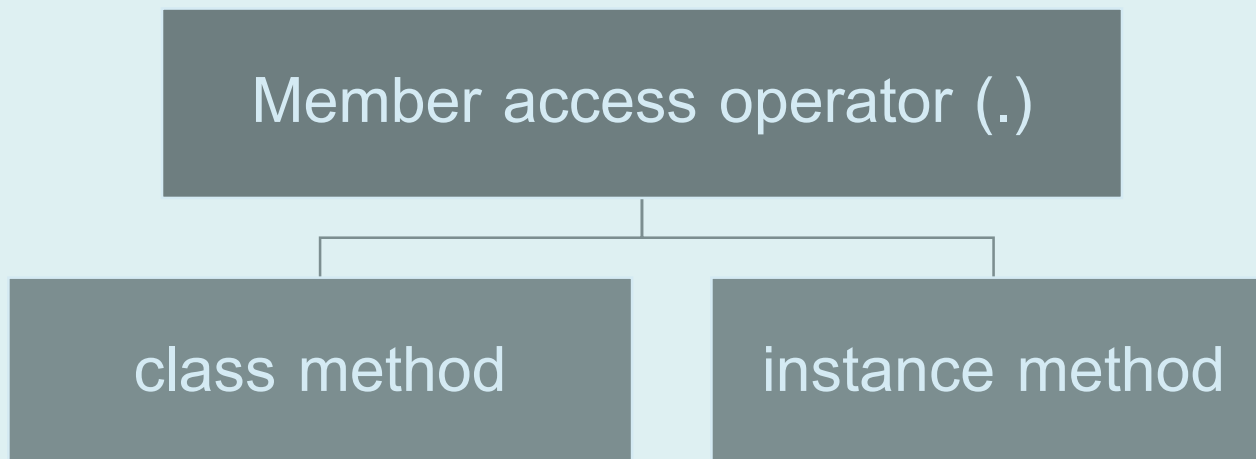 Member access operator (.)
class method
instance method